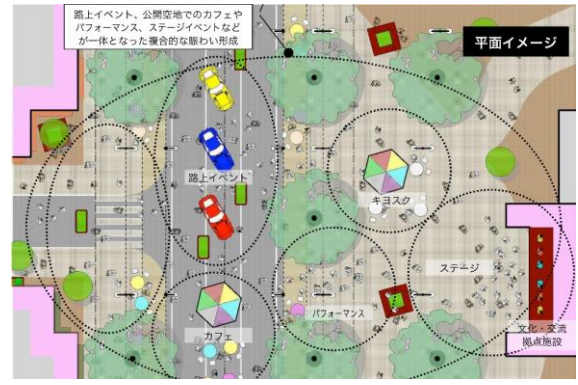 路上イベント、公開空地でのカフェや
パフォーマンス、ステージイベントなど
が一体となった複合的な賑わい形成
平面イメージ
路上イベント
キヨスク
ステージ
パフォーマンス
カフェ
文化・交流
拠点施設